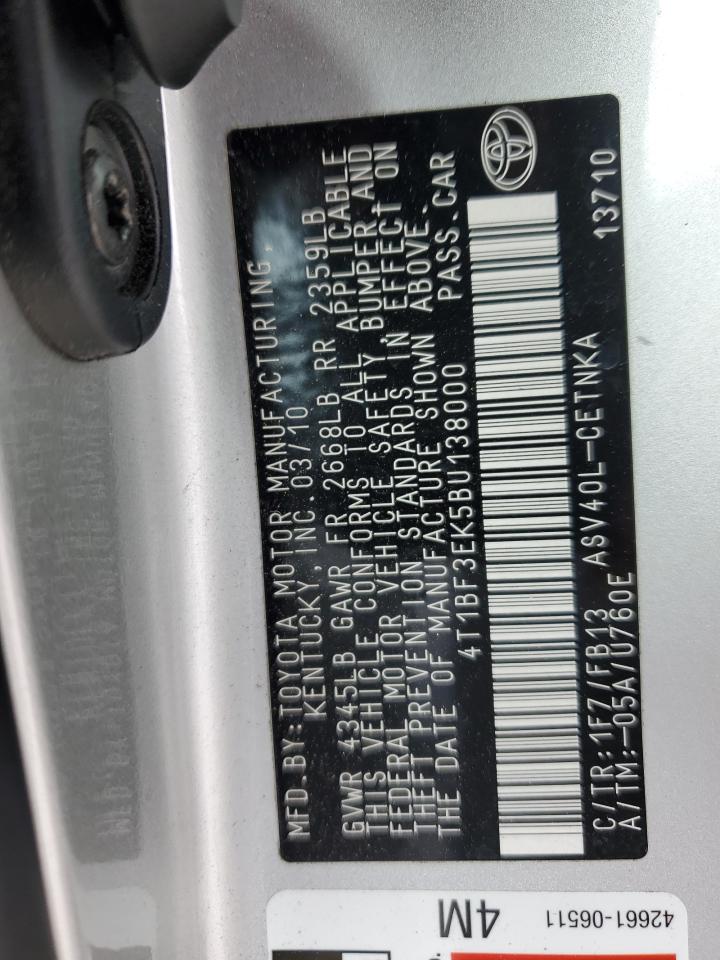 MFD.BY:TOYOTA MOTOR MANUFACTURING,
KENTUCKY, INC.03/10
GVWR 4345LB GAWR FR 2668LB RR 2359LB
THIS VEHICLE CONFORMS TO ALL APPLICABLE
FEDERAL MOTOR VEHICLE SAFETY, BUMPER, AND
THEFT PREVENTION STANDARDS IN EFFECT ON
THE DATE OF MANUFACTURE SHOWN ABOVE.
4T1BF3EK5BU138000 PASS.CAR
C/TR:1F7/FB13 ASV40L-CETNKA 13710
A/TM:-05A/U760E
42661-06511
4M